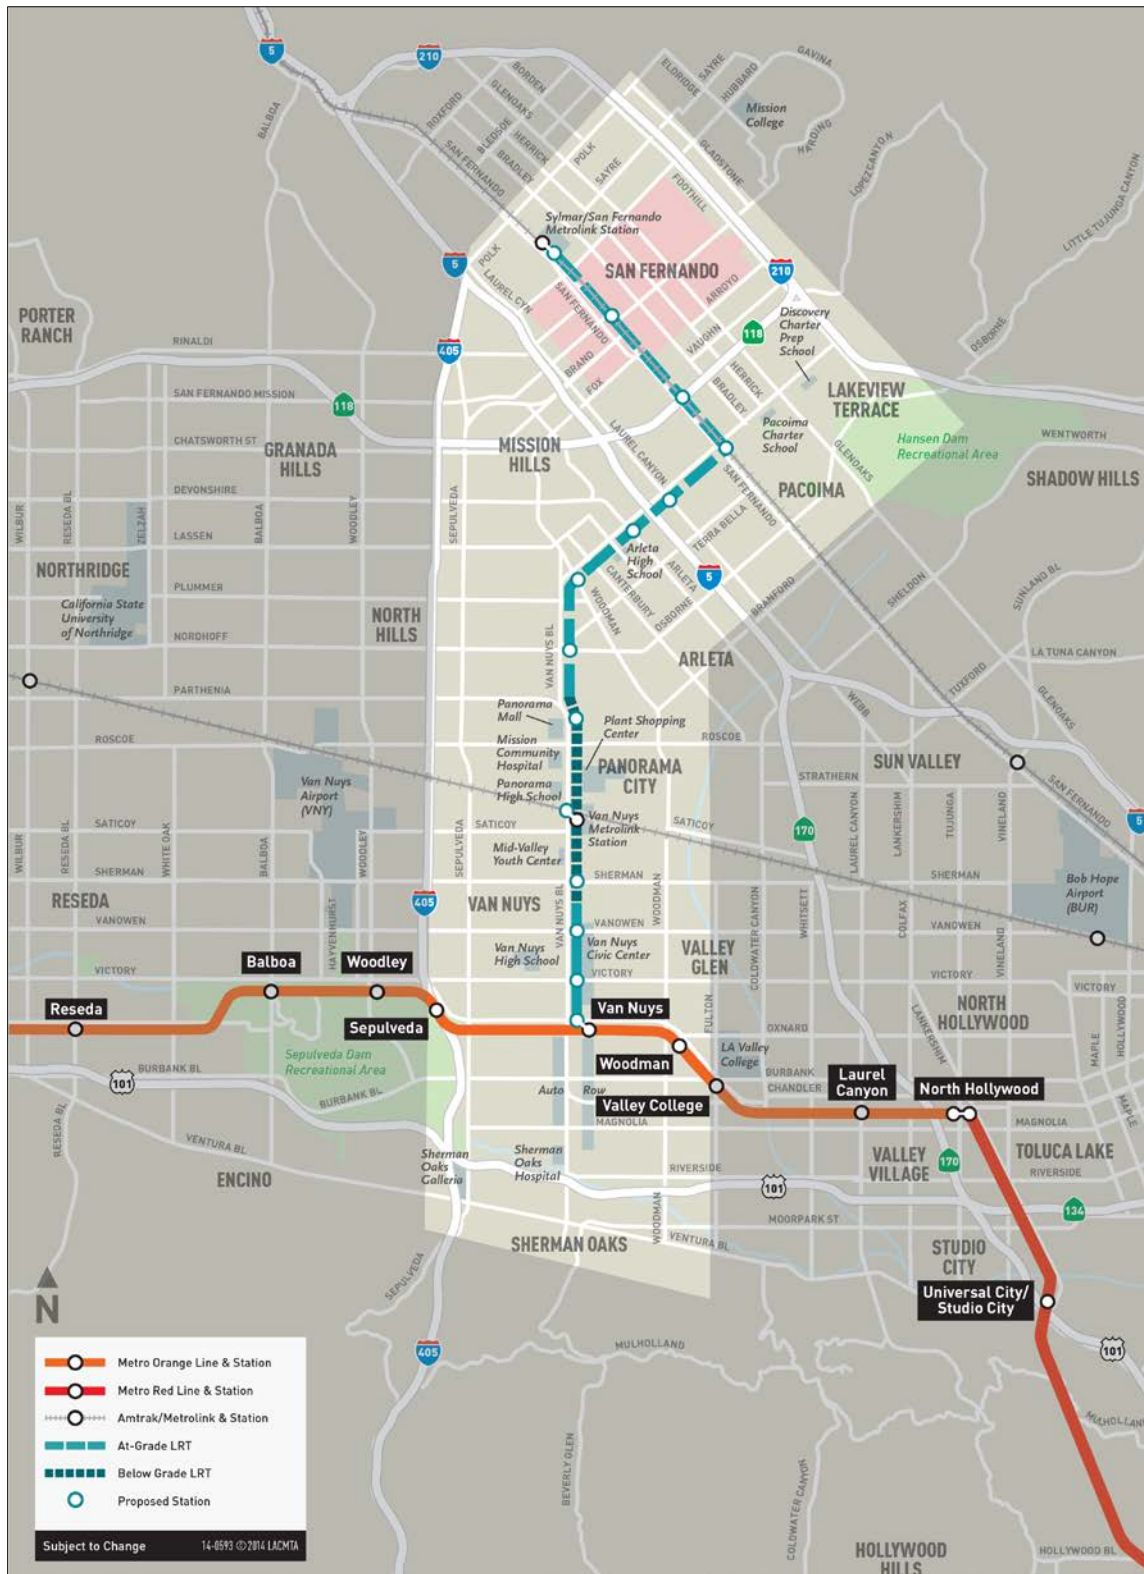 5
210
GAVINA
SAYRE
ELDRIDGE
HUBBARD
BORDEN
GLENOAKS
ROXFORD
BALBOA
Mission
College
BLEDSOE
HERRICK
HARDING
SAN FERNANDO
BRADLEY
POLK
SAYRE
GLADSTONE
LOPEZ CANYON
FOOTHILL
LITTLE TUJUNGA CANYON
Sylmar/San Fernando
Metrolink Station
POLK
5
SAN FERNANDO
210
LAUREL CYN
SAN FERNANDO
ARROYO
Discovery
Charter
Prep
School
PORTER
RANCH
118
OSBORNE
RINALDI
405
BRAND
VAUGHN
FOX
HERRICK
BRADLEY
SAN FERNANDO MISSION
118
LAKEVIEW
TERRACE
Pacoima
Charter
School
CHATSWORTH ST
GRANADA
HILLS
MISSION
HILLS
LAUREL CANYON
GLENOAKS
Hansen Dam
Recreational Area
WENTWORTH
SHADOW HILLS
SAN FERNANDO
PACOIMA
DEVONSHIRE
WILBUR
RESEDA BL
ZELZAH
BALBOA
WOODLEY
SEPULVEDA
LASSEN
TERRA BELLA
Arleta
High
School
ARLETA
NORTHRIDGE
5
CANTERBURY
WOODMAN
OSBORNE
BRANFORD
SHELDON
SUNLAND BL
PLUMMER
California State
University
of Northridge
NORTH
HILLS
NORDHOFF
VAN NUYS BL
ARLETA
LA TUNA CANYON
TUXFORD
PARTHENIA
WEBB
GLENOAKS
Panorama
Mall
Plant Shopping
Center
ROSCOE
ROSCOE
Mission
Community
Hospital
PANORAMA
CITY
SUN VALLEY
STRATHERN
Van Nuys
Airport
(VNY)
Panorama
High School
SAN FERNANDO
Van Nuys
Metrolink
Station
SATICOY
SATICOY
SATICOY
170
5
WILBUR
RESEDA BL
WHITE OAK
BALBOA
WOODLEY
SEPULVEDA
LAUREL CANYON
LANKERSHIM
TUJUNGA
VINELAND
Mid-Valley
Youth Center
SHERMAN
SHERMAN
SHERMAN
Bob Hope
Airport
(BUR)
RESEDA
405
VAN NUYS
VAN NUYS BL
WOODMAN
COLDWATER CANYON
WHITSETT
COLFAX
VANOWEN
VANOWEN
VANOWEN
HAYVENHURST
Van Nuys
High School
Van Nuys
Civic Center
VALLEY
GLEN
VINELAND
VICTORY
VICTORY
VICTORY
VICTORY
Balboa
Woodley
Reseda
Sepulveda
Van Nuys
FULTON
NORTH
HOLLYWOOD
OXNARD
LANKERSHIM
MAPLE
HOLLYWOOD
Woodman
LA Valley
College
Sepulveda Dam
Recreational Area
BURBANK BL
101
BURBANK BL
Auto Row
BURBANK
CHANDLER
Laurel
Canyon
North Hollywood
Valley College
MAPLE
RESEDA BL
VENTURA BL
MAGNOLIA
MAGNOLIA
ENCINO
Sherman
Oaks
Galleria
Sherman
Oaks
Hospital
RIVERSIDE
VALLEY
VILLAGE
170
TOLUCA LAKE
RIVERSIDE
101
134
WOODMAN
MOORPARK ST
SHERMAN OAKS
VENTURA BL
STUDIO
CITY
SEPULVEDA
N
Universal City/
Studio City
405
MULHOLLAND
101
MULHOLLAND
Metro Orange Line & Station
Metro Red Line & Station
Amtrak/Metrolink & Station
At-Grade LRT
Below Grade LRT
Proposed Station
BEVERLY GLEN
COLDWATER CANYON
Subject to Change 14-0593 ©2014 LACMTA
HOLLYWOOD
HILLS
HOLLYWOOD BL